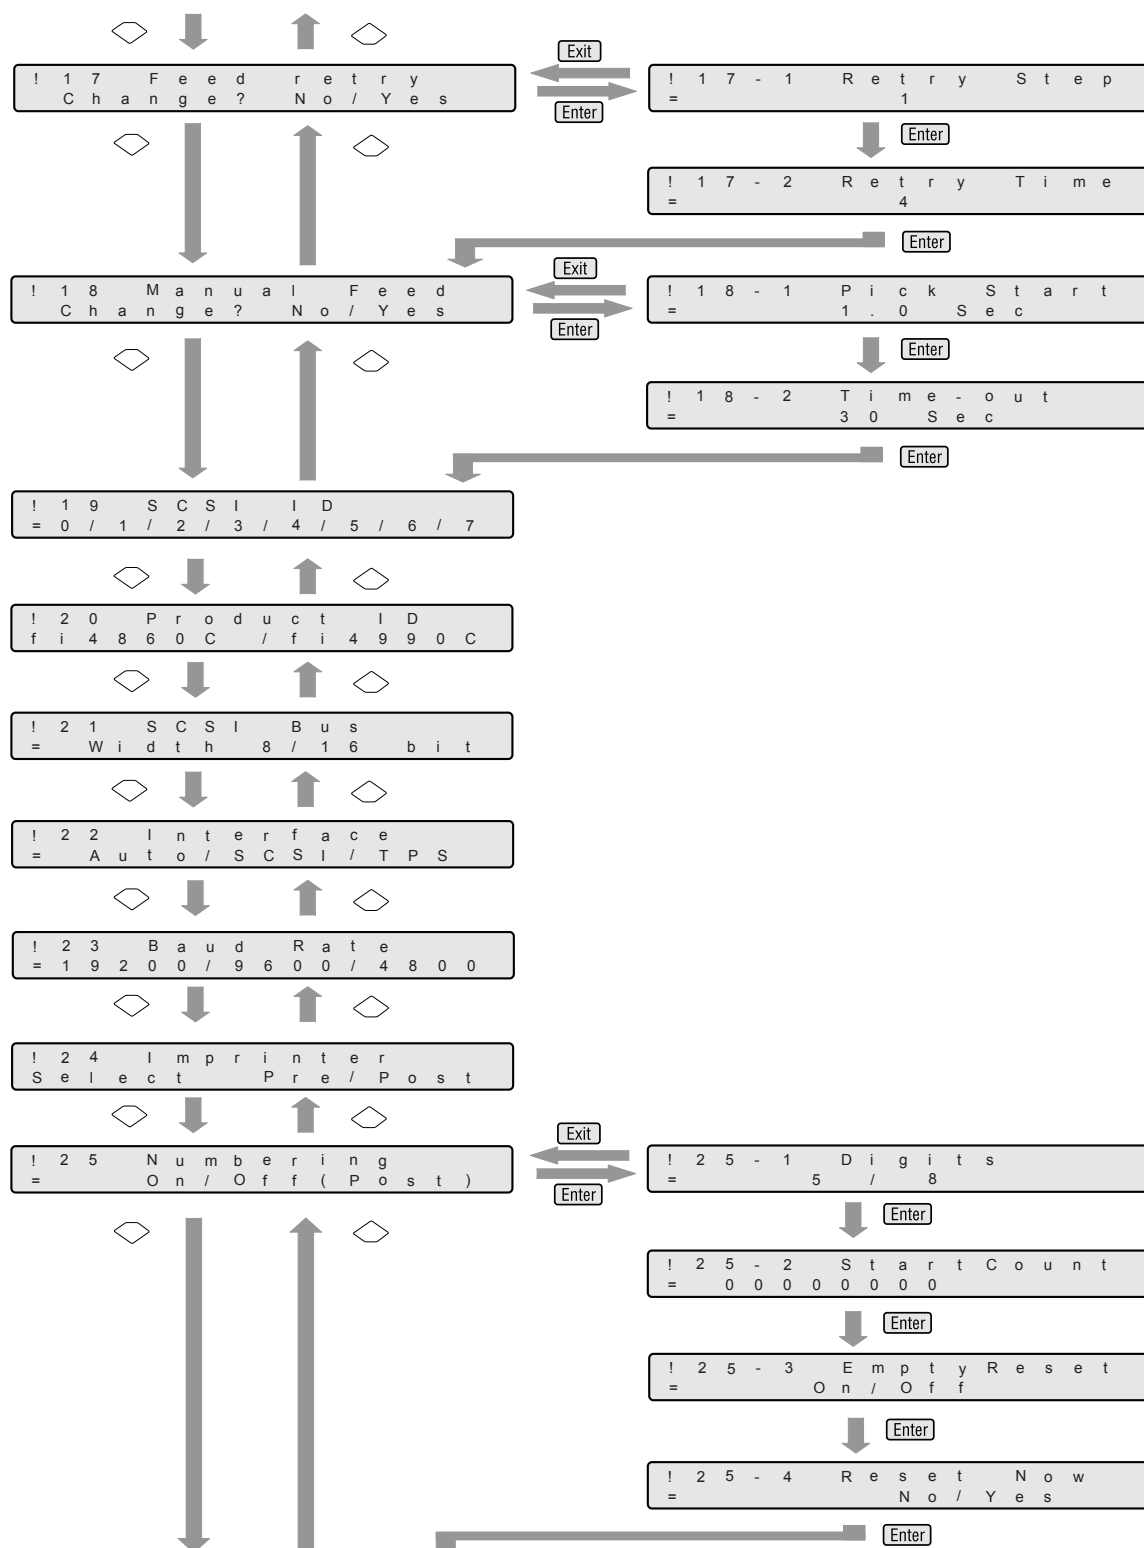 Exit
! 17 Feed retry
Change? No/Yes
Enter
! 17-1 Retry Step
= 1
Enter
! 17-2 Retry Time
= 4
Enter
Exit
! 18 Manual Feed
Change? No/Yes
Enter
! 18-1 Pick Start
= 1.0 Sec
Enter
! 18-2 Time-out
= 30 Sec
Enter
! 19 SCSI ID
=0/1/2/3/4/5/6/7
! 20 Product ID
fi4860C /fi4990C
! 21 SCSI Bus
= Width 8/16 bit
! 22 Interface
= Auto/SCSI/TPS
! 23 Baud Rate
=19200/9600/4800
! 24 Imprinter
Select Pre/Post
Exit
! 25 Numbering
= On/Off(Post)
Enter
! 25-1 Digits
= 5 / 8
Enter
! 25-2 StartCount
= 00000000
Enter
! 25-3 EmptyReset
= On/Off
Enter
! 25-4 Reset Now
= No/Yes
Enter